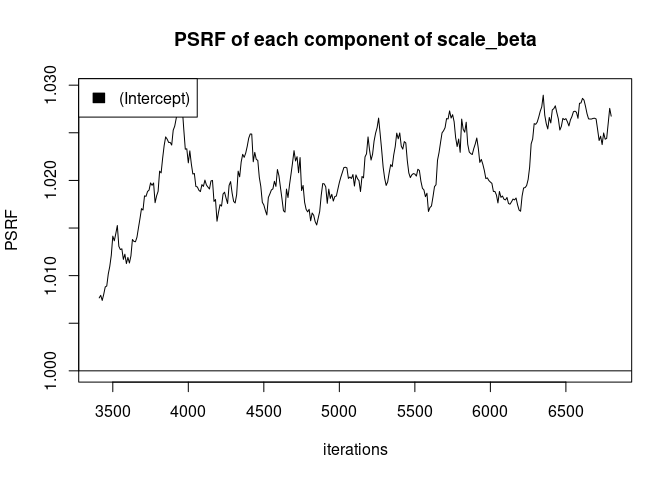 PSRF of each component of scale_beta
(Intercept)
PSRF
1.030
1.020
1.010
1.000
3500 4000 4500 5000 5500 6000 6500
iterations